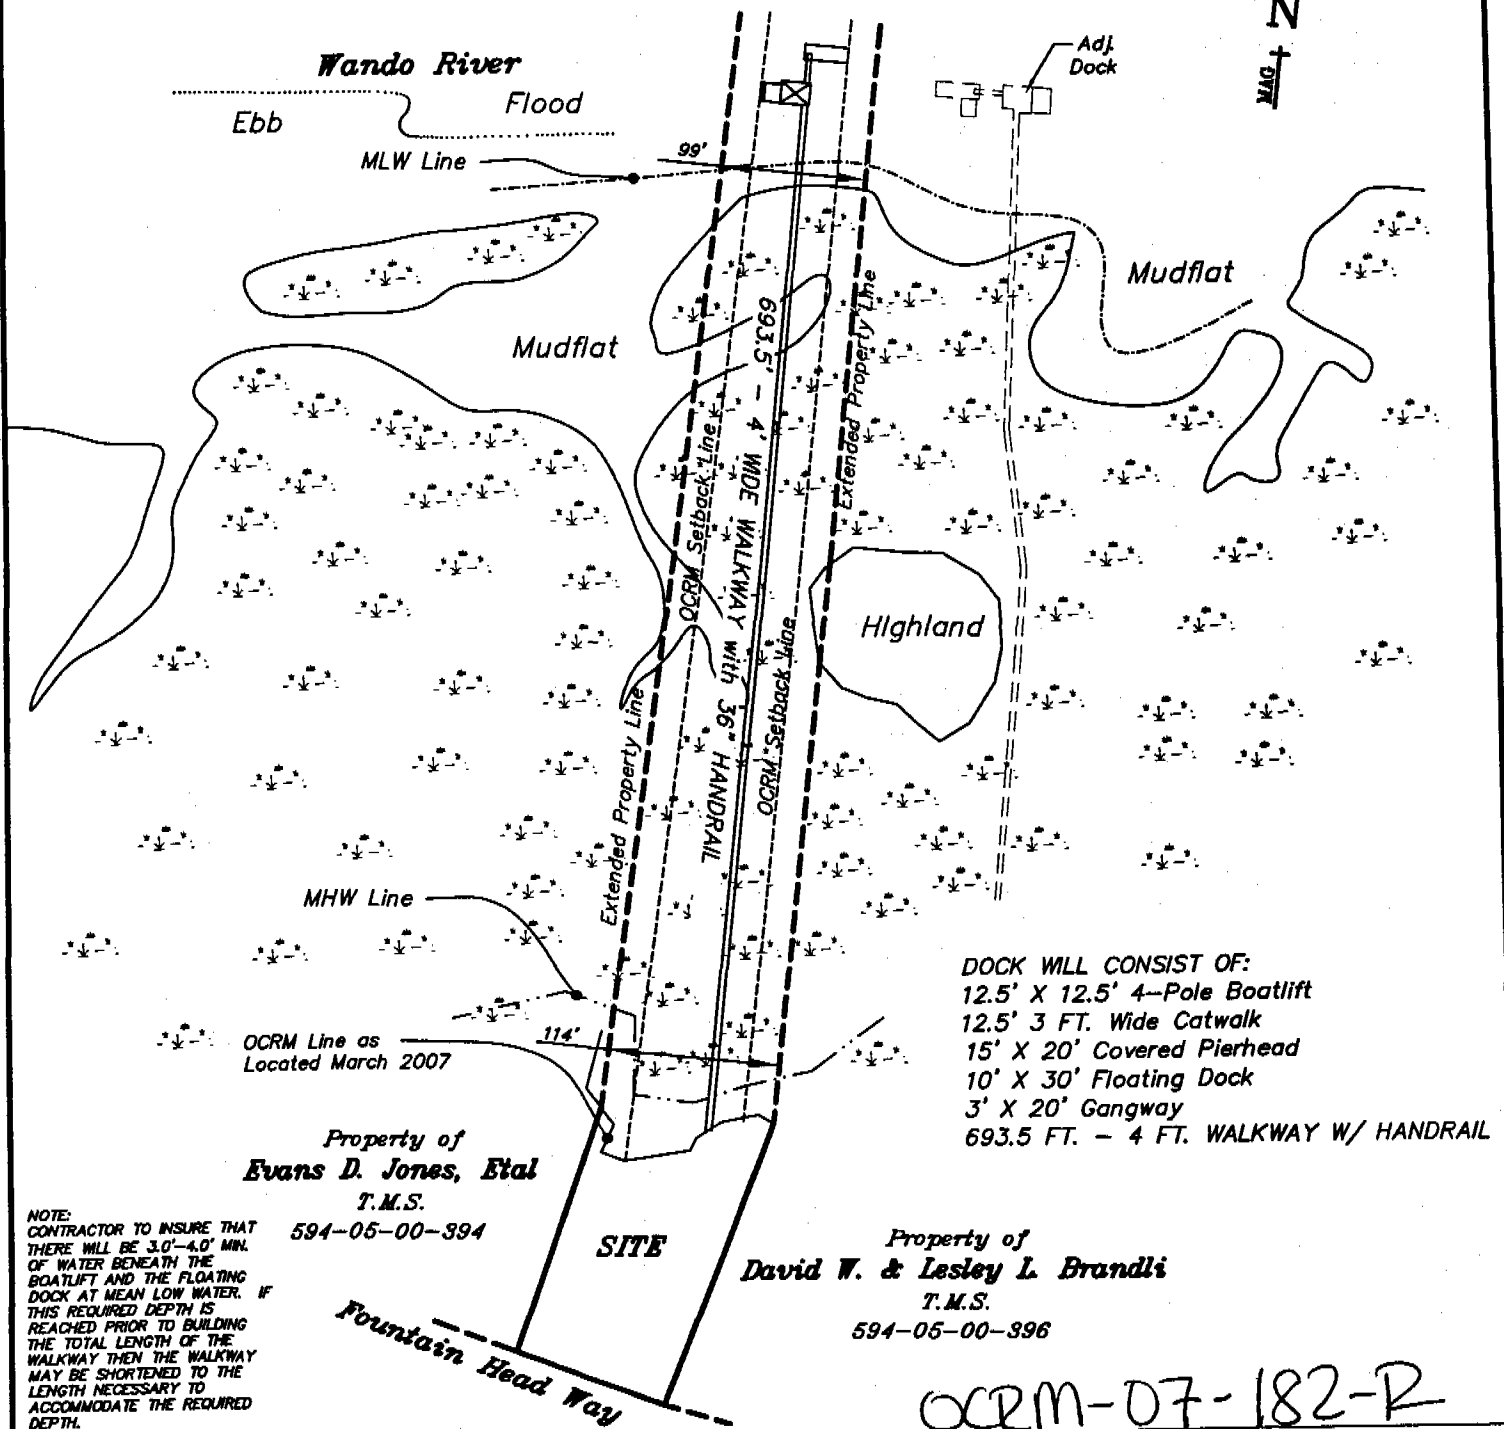 N
MAG
Wando River
Ebb
Flood
Adj.
Dock
MLW Line
99'
Mudflat
Mudflat
693.5' – 4' WIDE WALKWAY with 36" HANDRAIL
OCRM Setback Line
Extended Property Line
Highland
OCRM Setback Line
Extended Property Line
MHW Line
OCRM Line as
Located March 2007
114'
DOCK WILL CONSIST OF:
12.5' X 12.5' 4-Pole Boatlift
12.5' 3 FT. Wide Catwalk
15' X 20' Covered Pierhead
10' X 30' Floating Dock
3' X 20' Gangway
693.5 FT. – 4 FT. WALKWAY W/ HANDRAIL
Property of
Evans D. Jones, Etal
T.M.S.
594-05-00-394
SITE
Property of
David W. & Lesley L. Brandli
T.M.S.
594-05-00-396
Fountain Head Way
NOTE:
CONTRACTOR TO INSURE THAT
THERE WILL BE 3.0'-4.0' MIN.
OF WATER BENEATH THE
BOATLIFT AND THE FLOATING
DOCK AT MEAN LOW WATER. IF
THIS REQUIRED DEPTH IS
REACHED PRIOR TO BUILDING
THE TOTAL LENGTH OF THE
WALKWAY THEN THE WALKWAY
MAY BE SHORTENED TO THE
LENGTH NECESSARY TO
ACCOMMODATE THE REQUIRED
DEPTH.
OCRM-07-182-R